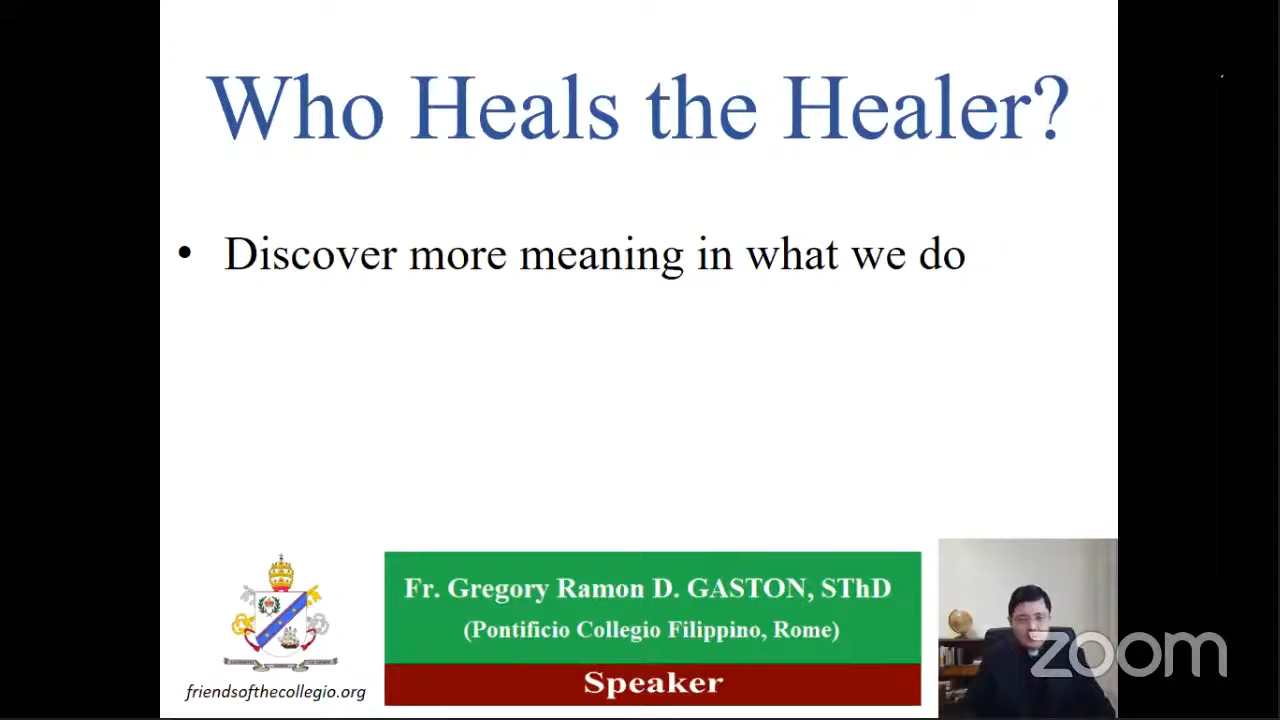 Who Heals the Healer?
• Discover more meaning in what we do
Fr. Gregory Ramon D. GASTON, SThD
(Pontificio Collegio Filippino, Rome)
Speaker
friendsofthecollegio.org
zoom